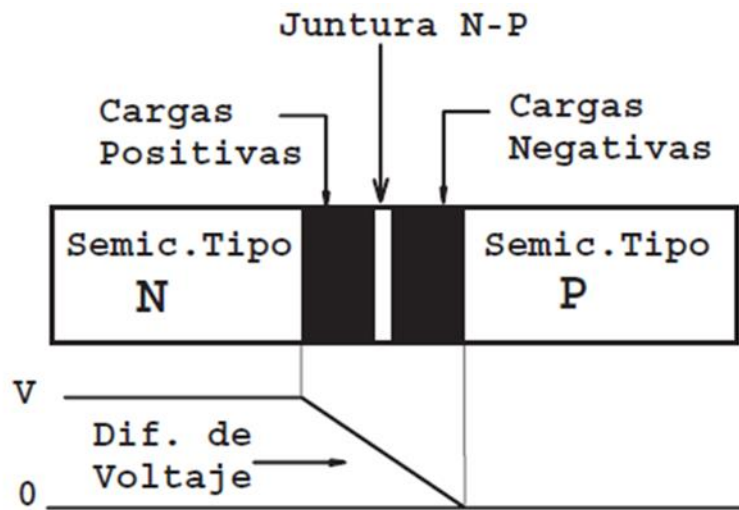 Juntura N-P
Cargas
Positivas
Cargas
Negativas
Semic.Tipo
N
Semic.Tipo
P
V
Dif. de
Voltaje
0